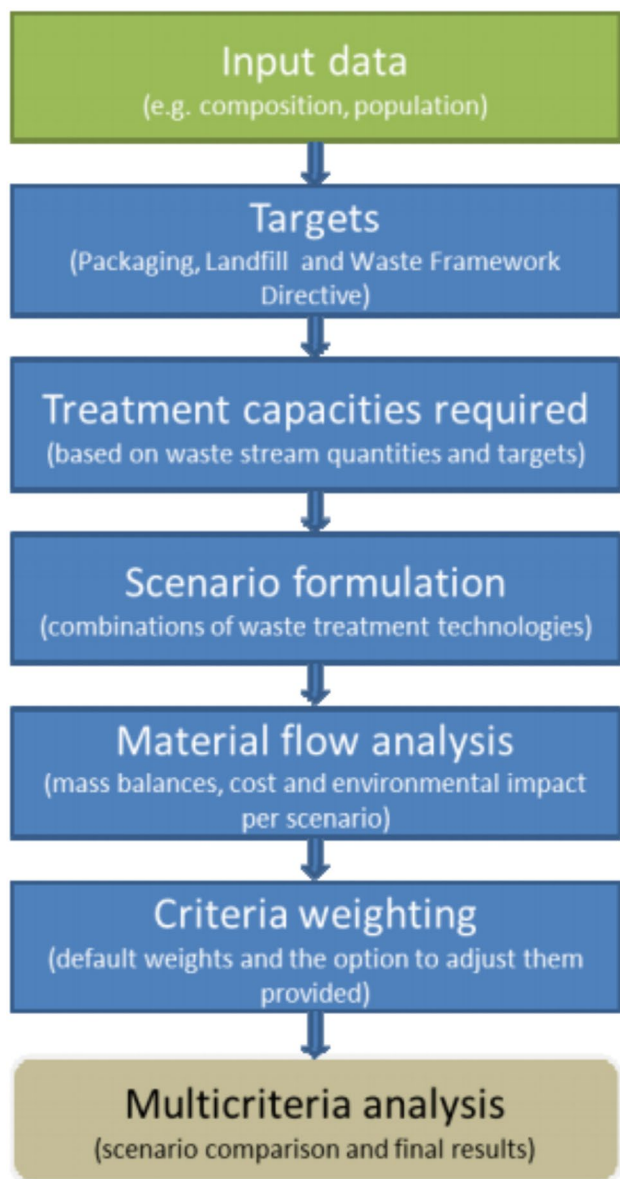 Input data
(e.g. composition, population)
Targets
(Packaging, Landfill and Waste Framework
Directive)
Treatment capacities required
(based on waste stream quantities and targets)
Scenario formulation
(combinations of waste treatment technologies)
Material flow analysis
(mass balances, cost and environmental impact
per scenario)
Criteria weighting
(default weights and the option to adjust them
provided)
Multicriteria analysis
(scenario comparison and final results)